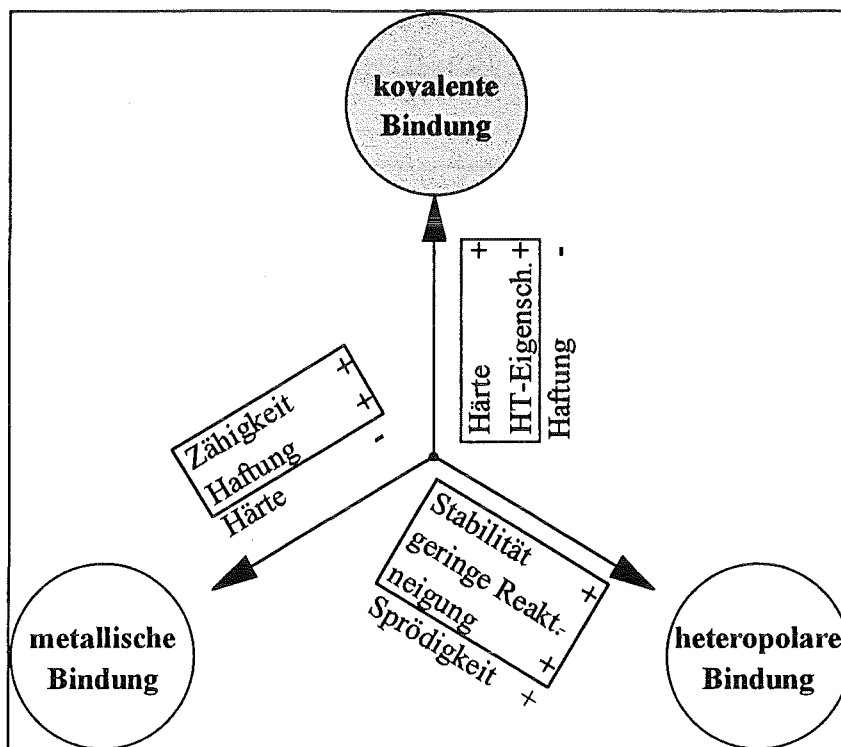 kovalente
Bindung
Härte +
HT-Eigensch. +
Haftung -
Zähigkeit +
Haftung +
Härte -
Stabilität +
geringe Reakt.-
neigung +
Sprödigkeit +
metallische
Bindung
heteropolare
Bindung